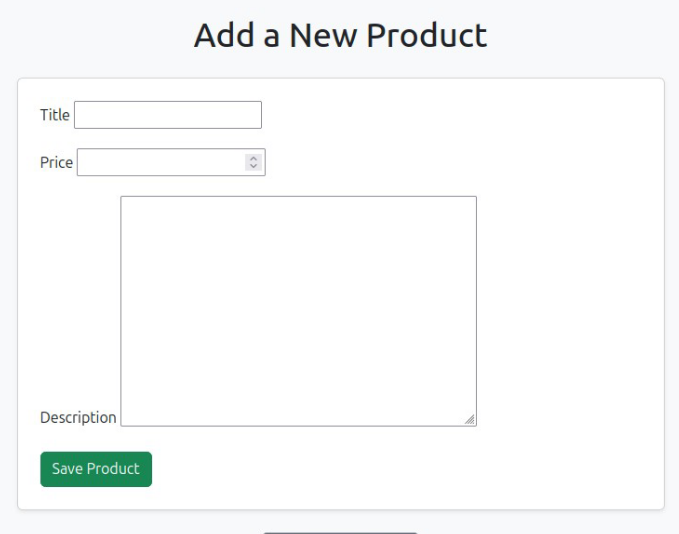 Add a New Product
Title
Price
Description
Save Product